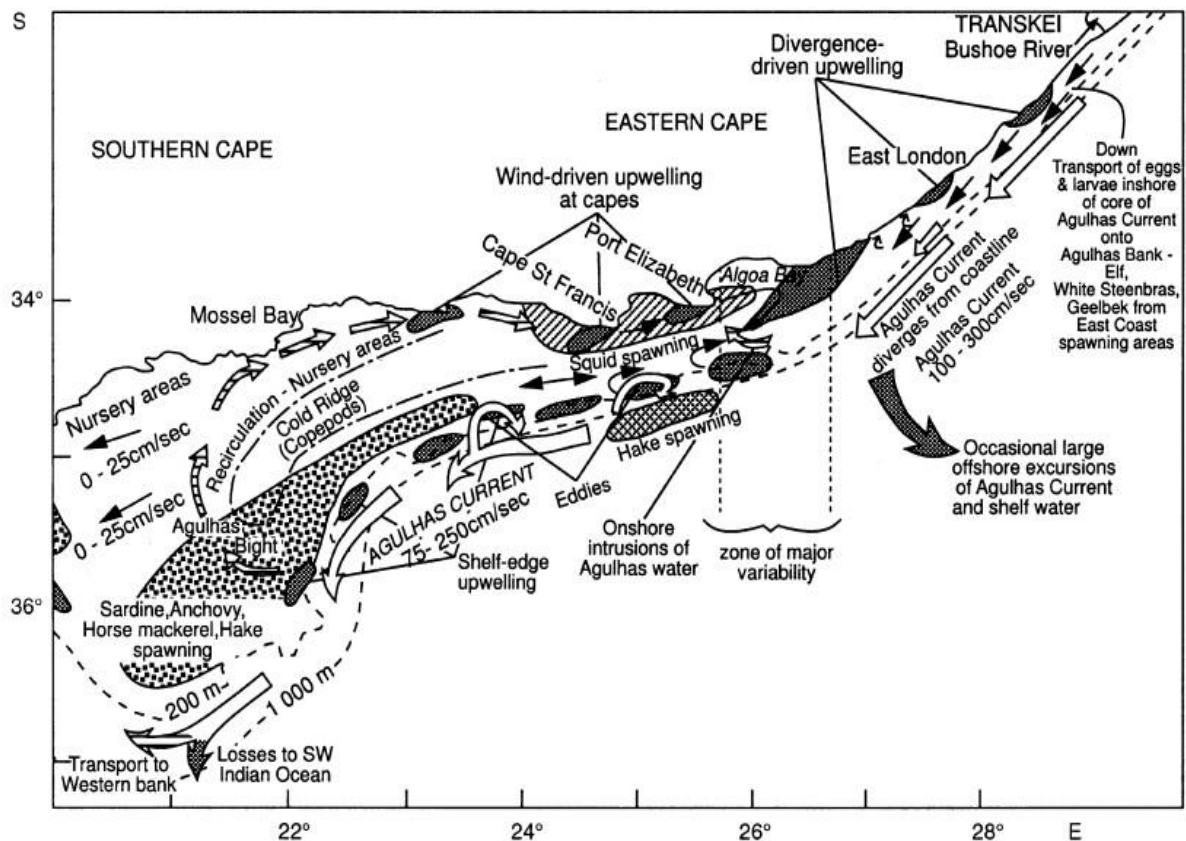 S
TRANSKEI
Bushoe River
Divergence-
driven upwelling
EASTERN CAPE
SOUTHERN CAPE
East London
Down
Transport of eggs
& larvae inshore
of core of
Agulhas Current
onto
Agulhas Bank -
Elf,
White Steenbras,
Geelbek from
East Coast
spawning areas
Wind-driven upwelling
at capes
Port Elizabeth
Cape St Francis
Algoa Bay
Agulhas Current
diverges from coastline
Agulhas Current
100 - 300cm/sec
34°
Mossel Bay
Squid spawning
Nursery areas
Recirculation - Nursery areas
Cold Ridge
(Copepods)
0 - 25cm/sec
0 - 25cm/sec
Hake spawning
Eddies
AGULHAS CURRENT
75- 250cm/sec
Agulhas
Bight
Occasional large
offshore excursions
of Agulhas Current
and shelf water
Onshore
intrusions of
Agulhas water
zone of major
variability
Shelf-edge
upwelling
36°
Sardine,Anchovy,
Horse mackerel,Hake
spawning
200 m
1 000 m
Transport to
Western bank
Losses to SW
Indian Ocean
22°
24°
26°
28°
E